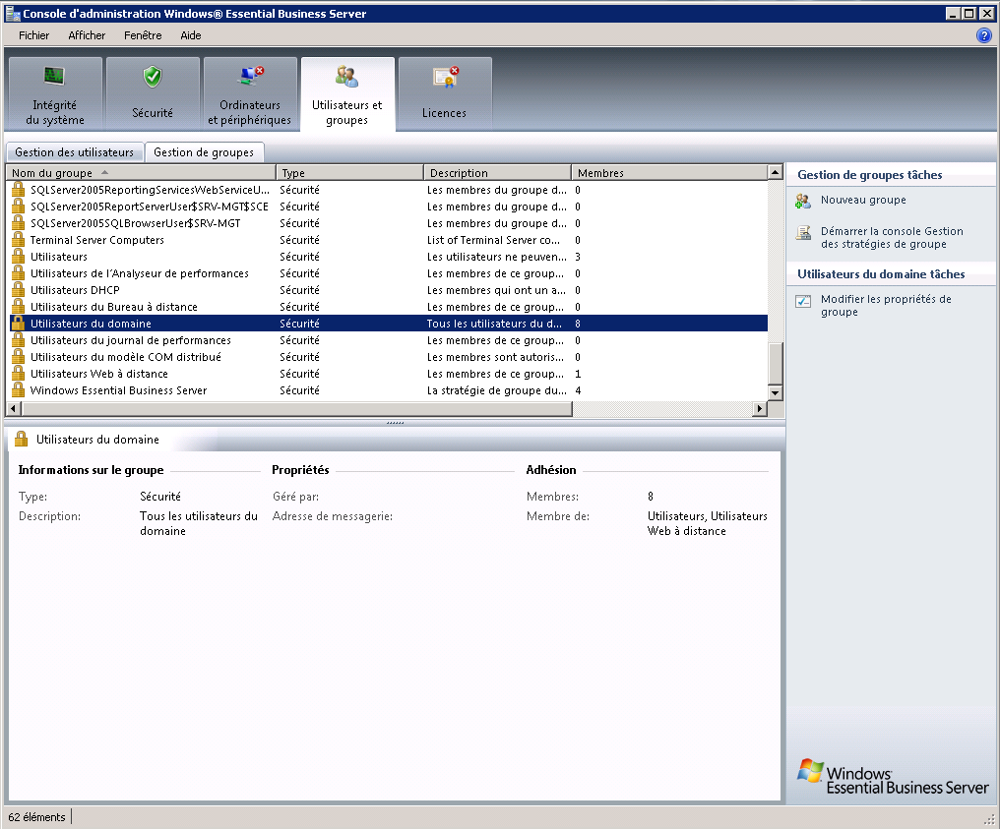 Console d'administration Windows® Essential Business Server
Fichier Afficher Fenêtre Aide
Intégrité du système
Sécurité
Ordinateurs et périphériques
Utilisateurs et groupes
Licences
Gestion des utilisateurs Gestion de groupes
Nom du groupe Type Description Membres
SQLServer2005ReportingServicesWebServiceU... Sécurité Les membres du groupe d... 0
SQLServer2005ReportServerUser$SRV-MGT$SCE Sécurité Les membres du groupe d... 0
SQLServer2005SQLBrowserUser$SRV-MGT Sécurité Les membres du groupe d... 0
Terminal Server Computers Sécurité List of Terminal Server co... 0
Utilisateurs Sécurité Les utilisateurs ne peuven... 3
Utilisateurs de l'Analyseur de performances Sécurité Les membres de ce group... 0
Utilisateurs DHCP Sécurité Les membres qui ont un a... 0
Utilisateurs du Bureau à distance Sécurité Les membres de ce group... 0
Utilisateurs du domaine Sécurité Tous les utilisateurs du d... 8
Utilisateurs du journal de performances Sécurité Les membres de ce group... 0
Utilisateurs du modèle COM distribué Sécurité Les membres sont autoris... 0
Utilisateurs Web à distance Sécurité Les membres de ce group... 1
Windows Essential Business Server Sécurité La stratégie de groupe du... 4
Utilisateurs du domaine
Informations sur le groupe
Type: Sécurité
Description: Tous les utilisateurs du
domaine
Propriétés
Géré par:
Adresse de messagerie:
Adhésion
Membres: 8
Membre de: Utilisateurs, Utilisateurs
Web à distance
Gestion de groupes tâches
Nouveau groupe
Démarrer la console Gestion
des stratégies de groupe
Utilisateurs du domaine tâches
Modifier les propriétés de
groupe
Windows
Essential Business Server
62 éléments